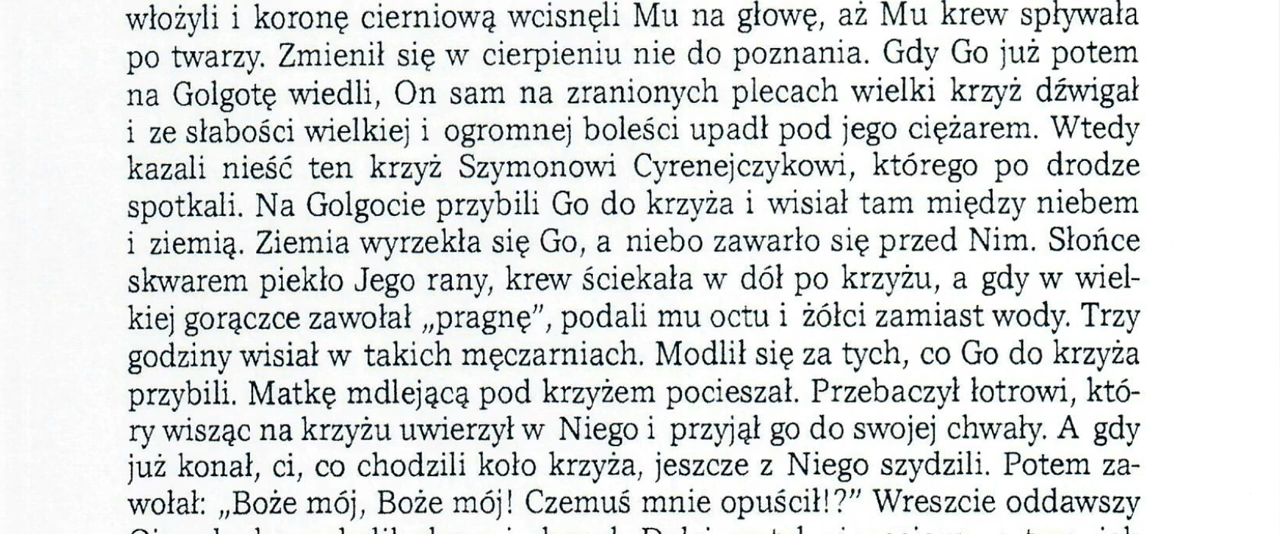 włożyli i koronę cierniową wcisnęli Mu na głowę, aż Mu krew spływała
po twarzy. Zmienił się w cierpieniu nie do poznania. Gdy Go już potem
na Golgotę wiedli, On sam na zranionych plecach wielki krzyż dźwigał
i ze słabości wielkiej i ogromnej boleści upadł pod jego ciężarem. Wtedy
kazali nieść ten krzyż Szymonowi Cyrenejczykowi, którego po drodze
spotkali. Na Golgocie przybili Go do krzyża i wisiał tam między niebem
i ziemią. Ziemia wyrzekła się Go, a niebo zawarło się przed Nim. Słońce
skwarem piekło Jego rany, krew ściekała w dół po krzyżu, a gdy w wiel-
kiej gorączce zawołał „pragnę”, podali mu octu i żółci zamiast wody. Trzy
godziny wisiał w takich męczarniach. Modlił się za tych, co Go do krzyża
przybili. Matkę mdlejącą pod krzyżem pocieszał. Przebaczył łotrowi, któ-
ry wisząc na krzyżu uwierzył w Niego i przyjął go do swojej chwały. A gdy
już konał, ci, co chodzili koło krzyża, jeszcze z Niego szydzili. Potem za-
wołał: „Boże mój, Boże mój! Czemuś mnie opuścił!?” Wreszcie oddawszy